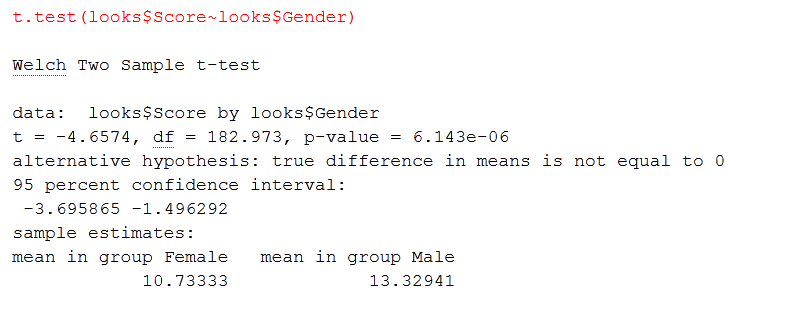 t.test(looks$Score~looks$Gender)
Welch Two Sample t-test
data:  looks$Score by looks$Gender
t = -4.6574, df = 182.973, p-value = 6.143e-06
alternative hypothesis: true difference in means is not equal to 0
95 percent confidence interval:
 -3.695865 -1.496292
sample estimates:
mean in group Female   mean in group Male
           10.73333            13.32941